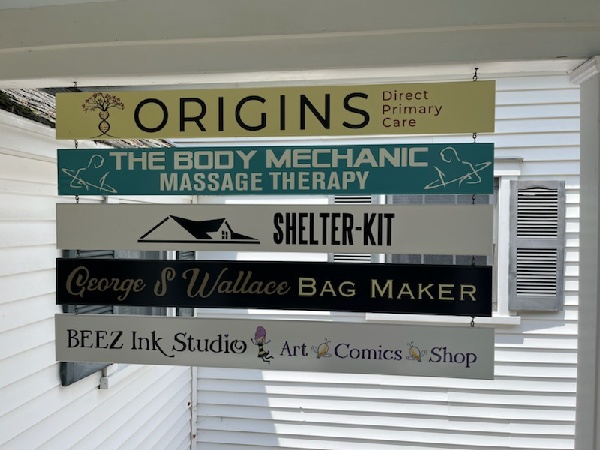 ORIGINS Direct
Primary
Care
THE BODY MECHANIC
MASSAGE THERAPY
SHELTER-KIT
George S Wallace BAG MAKER
BEEZ Ink Studio Art Comics Shop